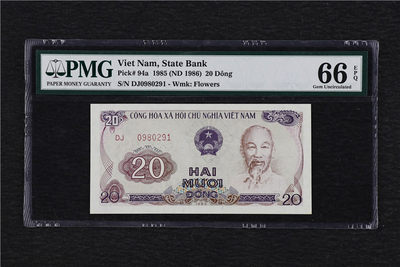 PMG
PAPER MONEY GUARANTY
Viet Nam, State Bank
Pick# 94a 1985 (ND 1986) 20 Dông
S/N DJ0980291 - Wmk: Flowers
66 EPQ
Gem Uncirculated
CỘNG HÒA XÃ HỘI CHỦ NGHĨA VIỆT NAM
20
DJ 0980291
20
HAI
MƯƠI
ĐỒNG
20
20